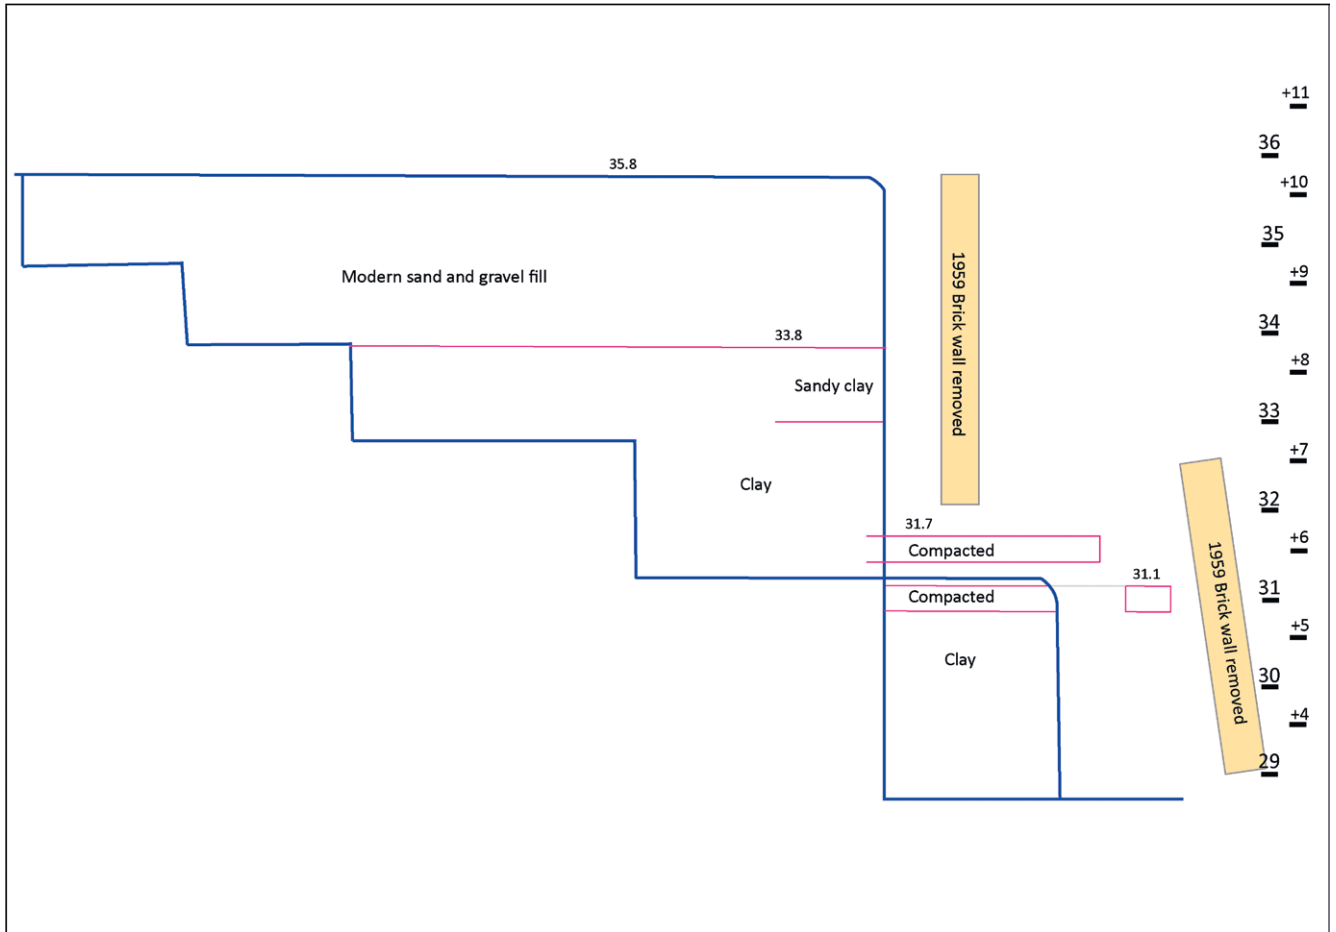 +11
36
35.8
+10
35
1959 Brick wall removed
Modern sand and gravel fill
+9
34
33.8
+8
Sandy clay
33
+7
Clay
32
31.7
+6
Compacted
31.1
31
Compacted
1959 Brick wall removed
+5
Clay
30
+4
29